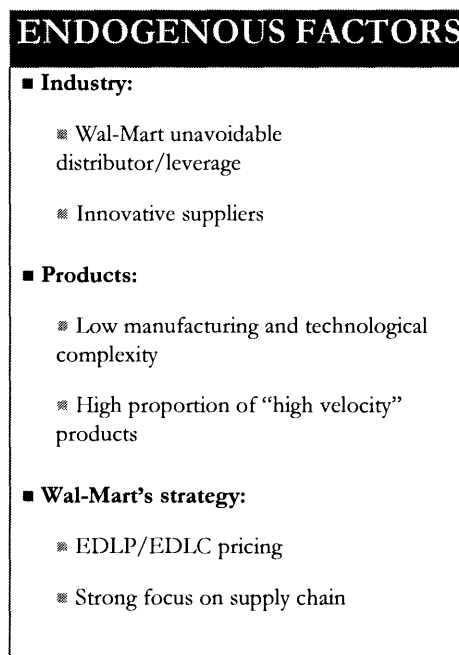 ENDOGENOUS FACTORS
■ Industry:
▪ Wal-Mart unavoidable
distributor/leverage
▪ Innovative suppliers
■ Products:
▪ Low manufacturing and technological
complexity
▪ High proportion of “high velocity”
products
■ Wal-Mart’s strategy:
▪ EDLP/EDLC pricing
▪ Strong focus on supply chain